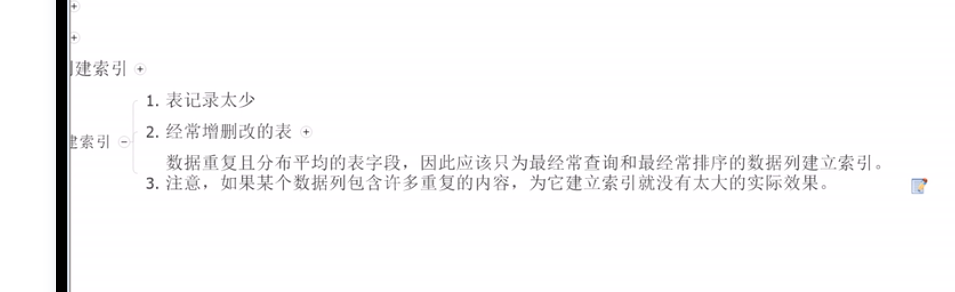 建索引
1. 表记录太少
2. 经常增删改的表
建索引
数据重复且分布平均的表字段，因此应该只为最经常查询和最经常排序的数据列建立索引。
3. 注意，如果某个数据列包含许多重复的内容，为它建立索引就没有太大的实际效果。